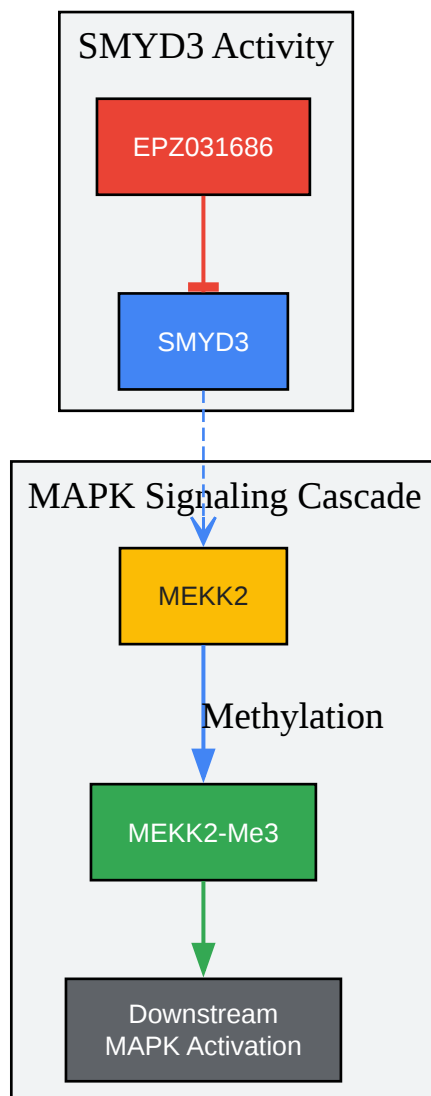 SMYD3 Activity
EPZ031686
SMYD3
MAPK Signaling Cascade
MEKK2
Methylation
MEKK2-Me3
Downstream
MAPK Activation